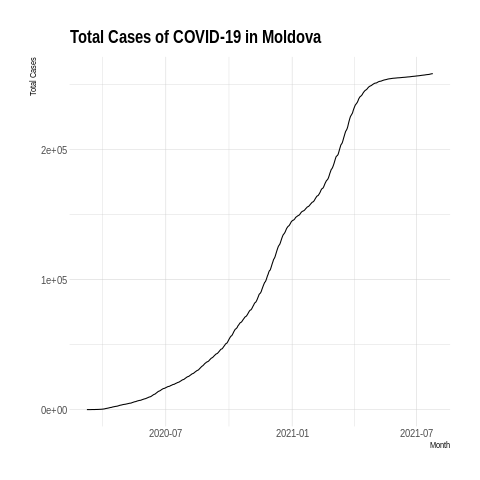 Total Cases of COVID-19 in Moldova
Total Cases
2e+05
1e+05
0e+00
2020-07 2021-01 2021-07
Month